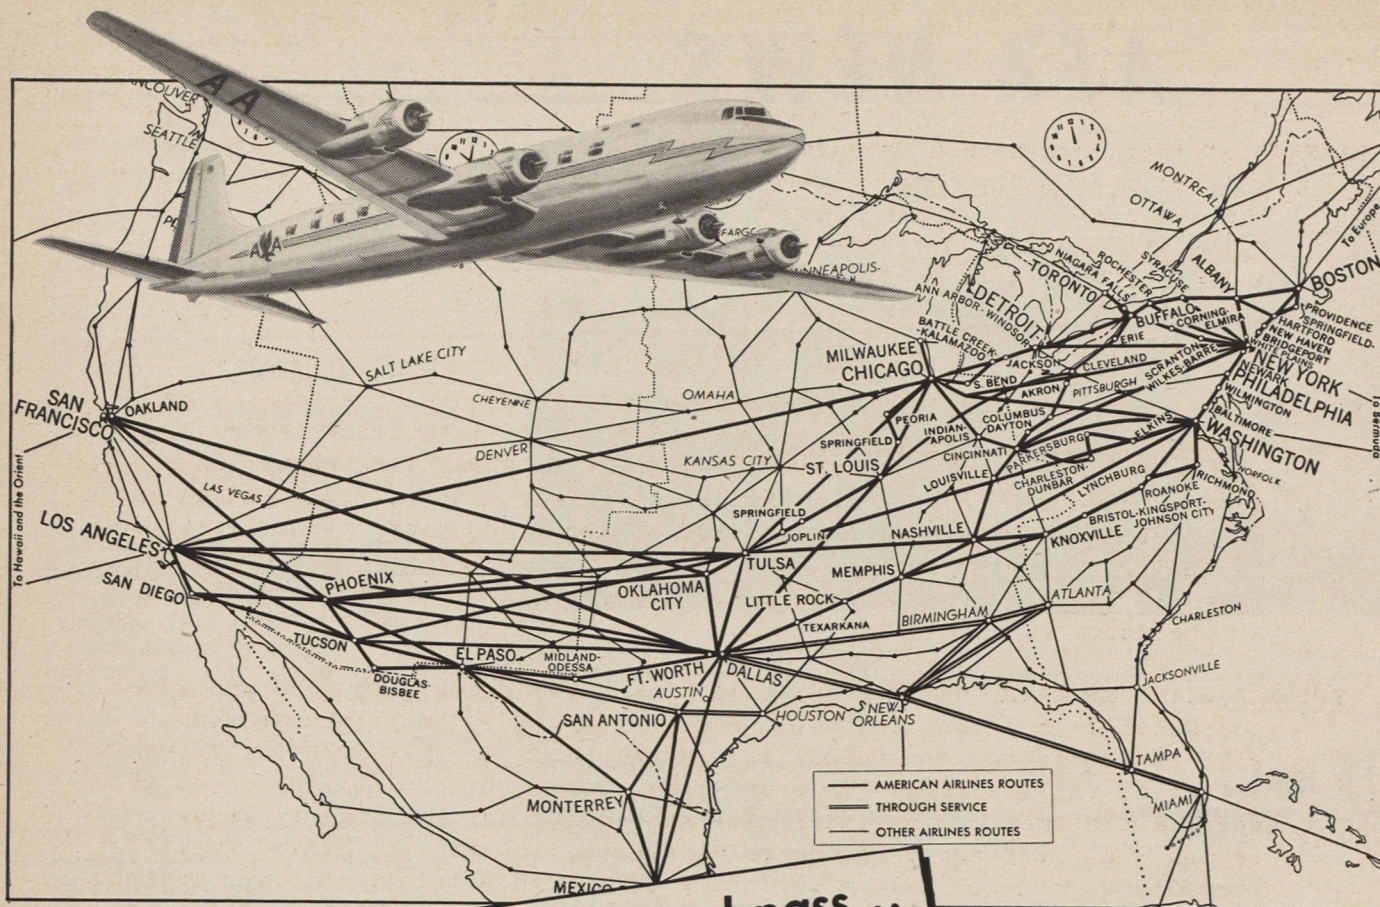 AA
AA
NCOUVER
SEATTLE
FARGO
NNEAPOLIS
SAN
FRANCISCO
OAKLAND
To Hawaii and the Orient
SALT LAKE CITY
CHEYENNE
OMAHA
DENVER
KANSAS CITY
LAS VEGAS
LOS ANGELES
SAN DIEGO
PHOENIX
TUCSON
DOUGLAS-
BISBEE
EL PASO
MIDLAND-
ODESSA
OKLAHOMA
CITY
TULSA
SPRINGFIELD
JOPLIN
LITTLE ROCK
TEXARKANA
FT. WORTH
DALLAS
AUSTIN
SAN ANTONIO
HOUSTON
NEW
ORLEANS
MONTERREY
MEXICO
MILWAUKEE
CHICAGO
PEORIA
SPRINGFIELD
ST. LOUIS
MEMPHIS
NASHVILLE
KNOXVILLE
BIRMINGHAM
ATLANTA
CHARLESTON
JACKSONVILLE
TAMPA
MIAMI
BATTLE CREEK-
KALAMAZOO
JACKSON
S. BEND
ANN ARBOR-WINDSOR
DETROIT
TORONTO
NIAGARA FALLS
ROCHESTER
SYRACUSE
ALBANY
OTTAWA
MONTREAL
BUFFALO
CORNING-
ELMIRA
ERIE
CLEVELAND
AKRON
PITTSBURGH
SCRANTON
WILKES-BARRE
COLUMBUS
DAYTON
INDIAN-
APOLIS
CINCINNATI
LOUISVILLE
PARKERSBURG
ELKINS
CHARLESTON-
DUNBAR
LYNCHBURG
ROANOKE
BRISTOL-KINGSPORT-
JOHNSON CITY
RICHMOND
NORFOLK
BOSTON
PROVIDENCE
SPRINGFIELD-
HARTFORD
NEW HAVEN
BRIDGEPORT
WHITE PLAINS
NEW YORK
NEWARK
PHILADELPHIA
WILMINGTON
BALTIMORE
WASHINGTON
To Europe
To Bermuda
AMERICAN AIRLINES ROUTES
THROUGH SERVICE
OTHER AIRLINES ROUTES